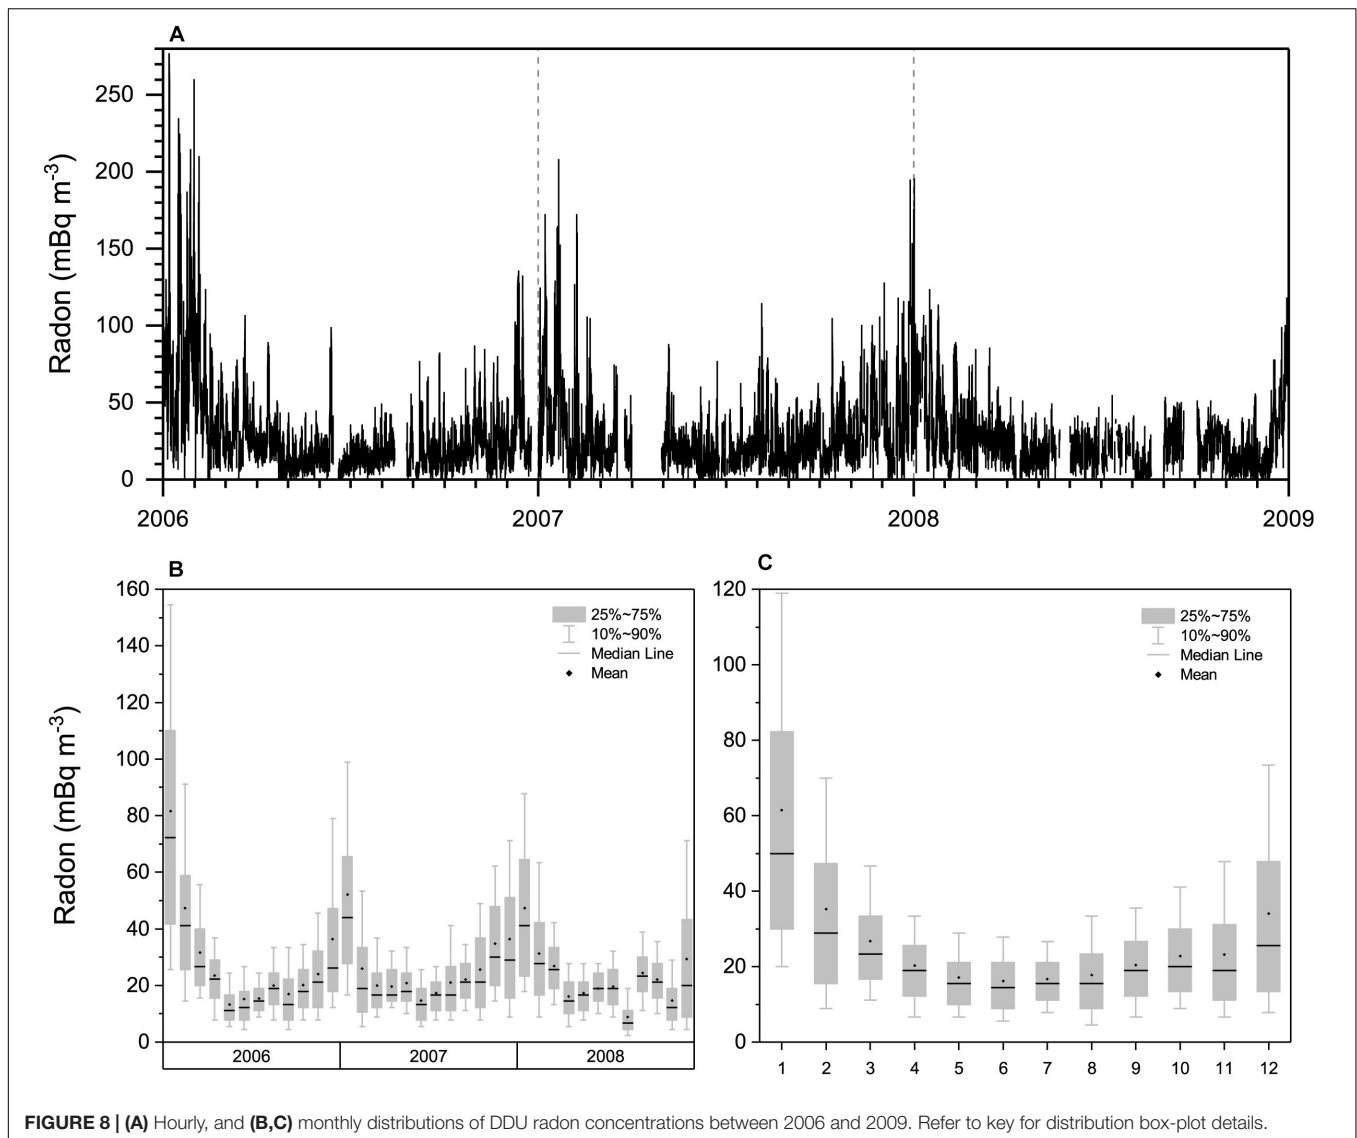 A
Radon (mBq m-3)
250
200
150
100
50
0
2006 2007 2008 2009
B
Radon (mBq m-3)
160
140
120
100
80
60
40
20
0
25%~75%
10%~90%
Median Line
Mean
2006 2007 2008
C
120
100
80
60
40
20
0
25%~75%
10%~90%
Median Line
Mean
1 2 3 4 5 6 7 8 9 10 11 12
FIGURE 8 | (A) Hourly, and (B,C) monthly distributions of DDU radon concentrations between 2006 and 2009. Refer to key for distribution box-plot details.